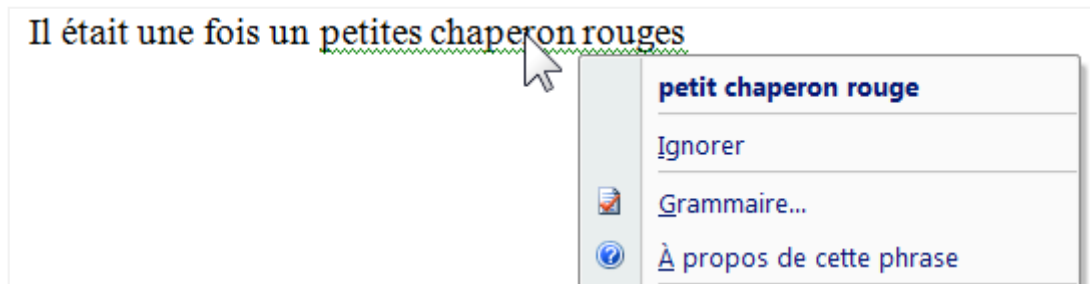 Il était une fois un petites chaperon rouges
petit chaperon rouge
Ignorer
Grammaire...
À propos de cette phrase